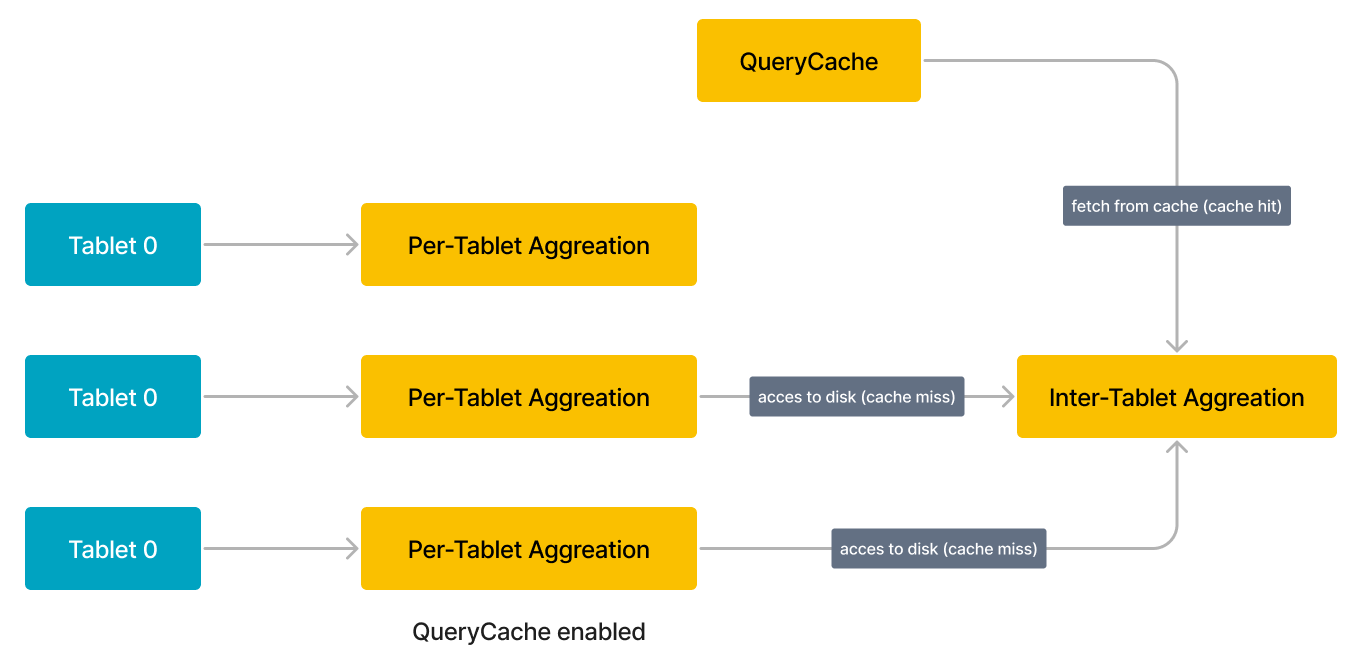 QueryCache
fetch from cache (cache hit)
Tablet 0
Per-Tablet Aggreation
Tablet 0
Per-Tablet Aggreation
acces to disk (cache miss)
Inter-Tablet Aggreation
Tablet 0
Per-Tablet Aggreation
acces to disk (cache miss)
QueryCache enabled